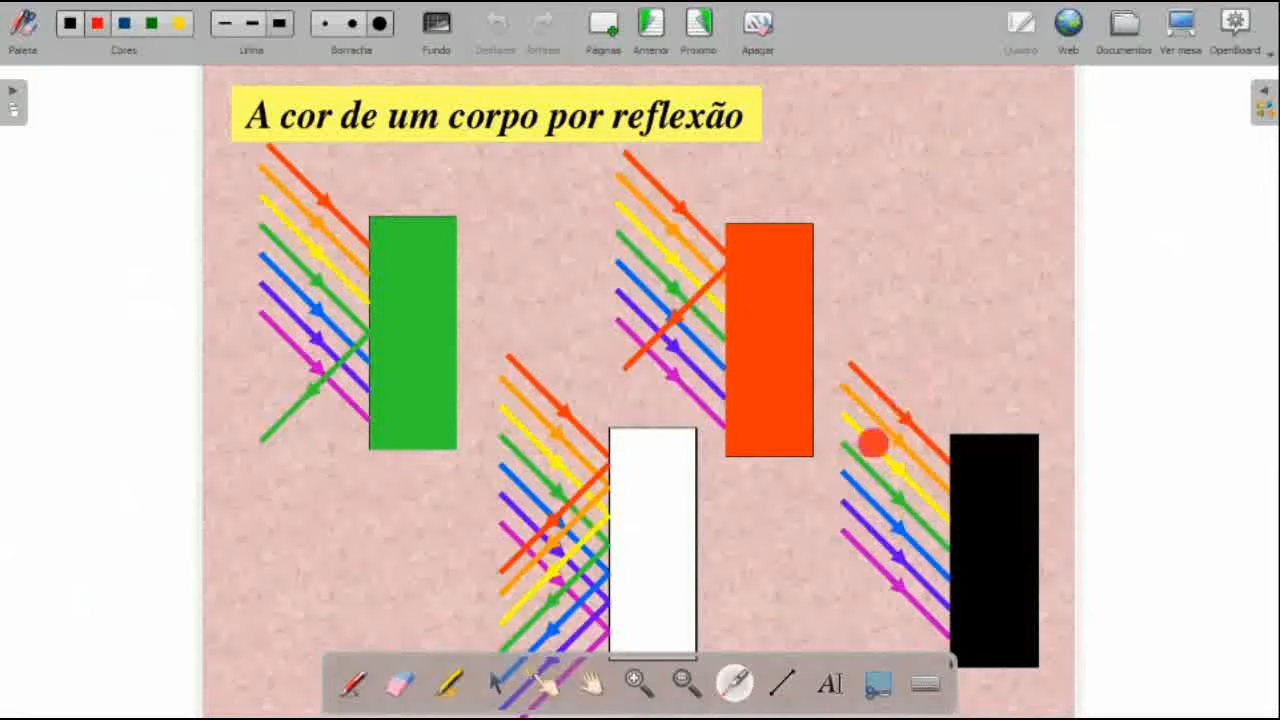 Paleta
Cores
Linha
Borracha
Fundo
Desfazer
Refazer
Páginas
Anterior
Próximo
Apagar
Quadro
Web
Documentos
Ver mesa
OpenBoard
A cor de um corpo por reflexão
AI